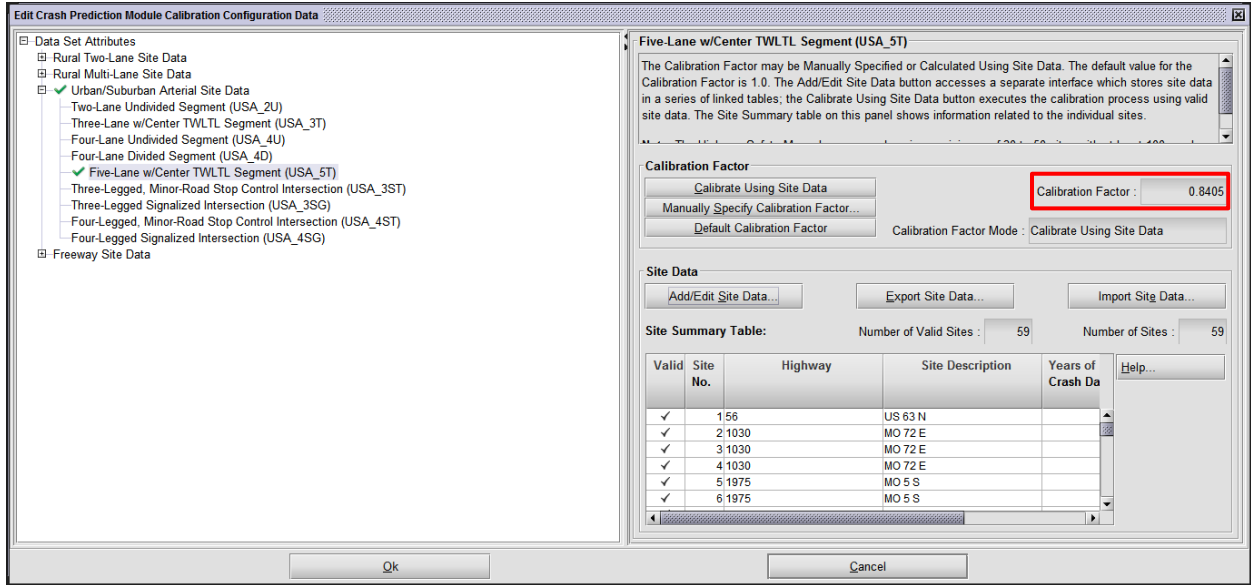 Edit Crash Prediction Module Calibration Configuration Data
Data Set Attributes
Rural Two-Lane Site Data
Rural Multi-Lane Site Data
Urban/Suburban Arterial Site Data
Two-Lane Undivided Segment (USA_2U)
Three-Lane w/Center TWLTL Segment (USA_3T)
Four-Lane Undivided Segment (USA_4U)
Four-Lane Divided Segment (USA_4D)
Five-Lane w/Center TWLTL Segment (USA_5T)
Three-Legged, Minor-Road Stop Control Intersection (USA_3ST)
Three-Legged Signalized Intersection (USA_3SG)
Four-Legged, Minor-Road Stop Control Intersection (USA_4ST)
Four-Legged Signalized Intersection (USA_4SG)
Freeway Site Data
Five-Lane w/Center TWLTL Segment (USA_5T)
The Calibration Factor may be Manually Specified or Calculated Using Site Data. The default value for the
Calibration Factor is 1.0. The Add/Edit Site Data button accesses a separate interface which stores site data
in a series of linked tables; the Calibrate Using Site Data button executes the calibration process using valid
site data. The Site Summary table on this panel shows information related to the individual sites.
Calibration Factor
Calibrate Using Site Data
Manually Specify Calibration Factor...
Default Calibration Factor
Calibration Factor : 0.8405
Calibration Factor Mode : Calibrate Using Site Data
Site Data
Add/Edit Site Data... Export Site Data... Import Site Data...
Site Summary Table: Number of Valid Sites : 59 Number of Sites : 59
Valid Site No. Highway Site Description Years of Crash Da
Help...
✓ 1 56 US 63 N
✓ 2 1030 MO 72 E
✓ 3 1030 MO 72 E
✓ 4 1030 MO 72 E
✓ 5 1975 MO 5 S
✓ 6 1975 MO 5 S
Ok Cancel